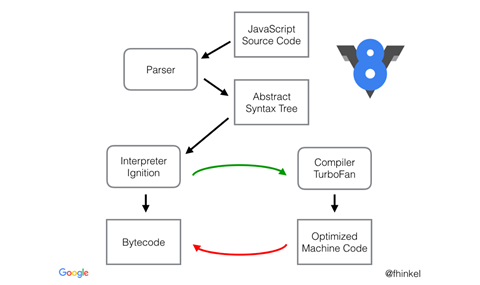 JavaScript
Source Code
Parser
Abstract
Syntax Tree
Interpreter
Ignition
Compiler
TurboFan
Bytecode
Optimized
Machine Code
Google
@fhinkel